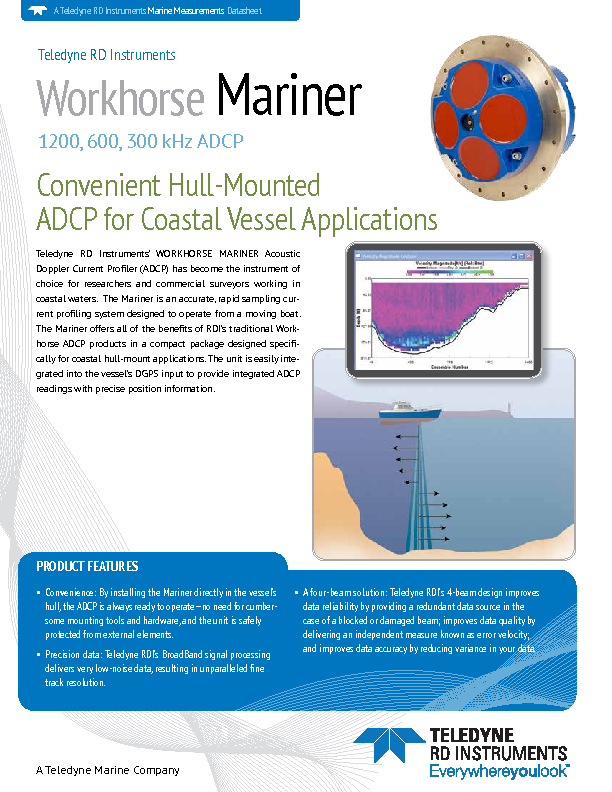 A Teledyne RD Instruments Marine Measurements Datasheet
Teledyne RD Instruments
Workhorse Mariner
1200, 600, 300 kHz ADCP
Convenient Hull-Mounted
ADCP for Coastal Vessel Applications
Teledyne RD Instruments' WORKHORSE MARINER Acoustic
Doppler Current Profiler (ADCP) has become the instrument of
choice for researchers and commercial surveyors working in
coastal waters. The Mariner is an accurate, rapid sampling cur-
rent profiling system designed to operate from a moving boat.
The Mariner offers all of the benefits of RDI's traditional Work-
horse ADCP products in a compact package designed specifi-
cally for coastal hull-mount applications. The unit is easily inte-
grated into the vessel's DGPS input to provide integrated ADCP
readings with precise position information.
Ensemble Number
PRODUCT FEATURES
• Convenience: By installing the Mariner directly in the vessel's
hull, the ADCP is always ready to operate—no need for cumber-
some mounting tools and hardware, and the unit is safely
protected from external elements.
• Precision data: Teledyne RDI's BroadBand signal processing
delivers very low-noise data, resulting in unparalleled fine
track resolution.
• A four-beam solution: Teledyne RDI's 4-beam design improves
data reliability by providing a redundant data source in the
case of a blocked or damaged beam; improves data quality by
delivering an independent measure known as error velocity;
and improves data accuracy by reducing variance in your data.
TELEDYNE
RD INSTRUMENTS
Everywhereyoulook™
A Teledyne Marine Company